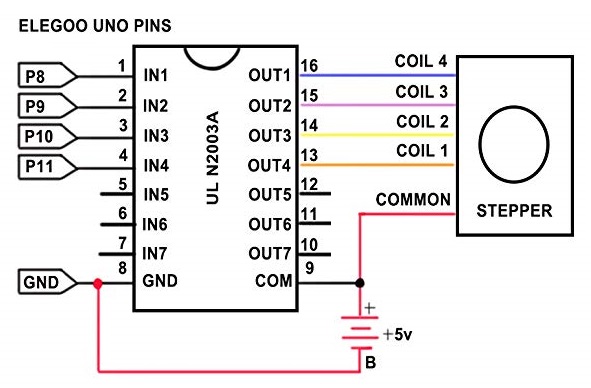 ELEGOO UNO PINS
P8 1 IN1 OUT1 16 COIL 4
P9 2 IN2 OUT2 15 COIL 3
P10 3 IN3 OUT3 14 COIL 2
P11 4 IN4 OUT4 13 COIL 1
5 IN5 OUT5 12
6 IN6 OUT6 11
7 IN7 OUT7 10
GND 8 GND COM 9
UL N2003A
COMMON
STEPPER
+
+5v
B